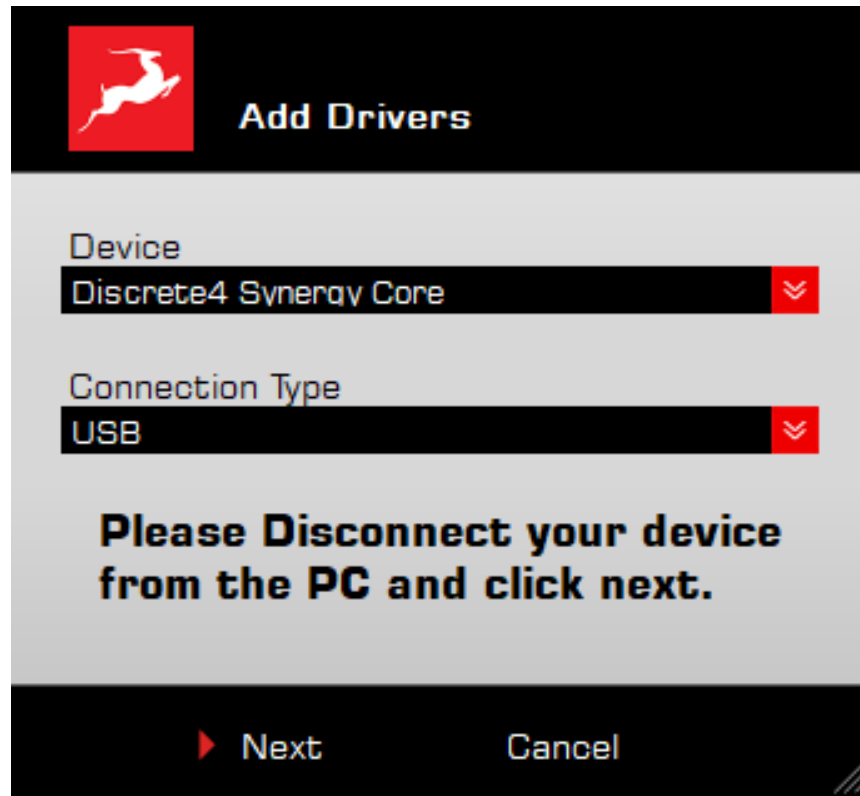 Add Drivers
Device
Discrete4 Synergy Core
Connection Type
USB
Please Disconnect your device
from the PC and click next.
Next
Cancel